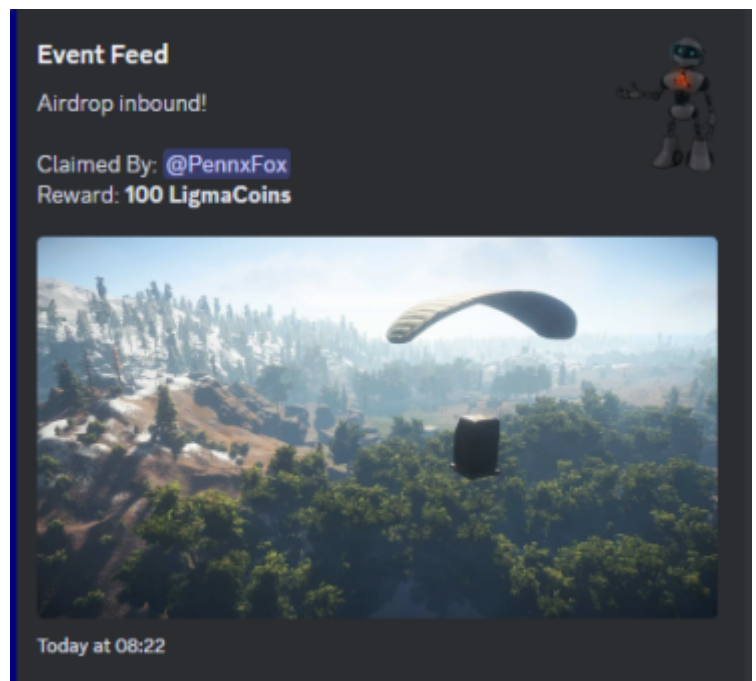 Event Feed
Airdrop inbound!
Claimed By: @PennxFox
Reward: 100 LigmaCoins
Today at 08:22